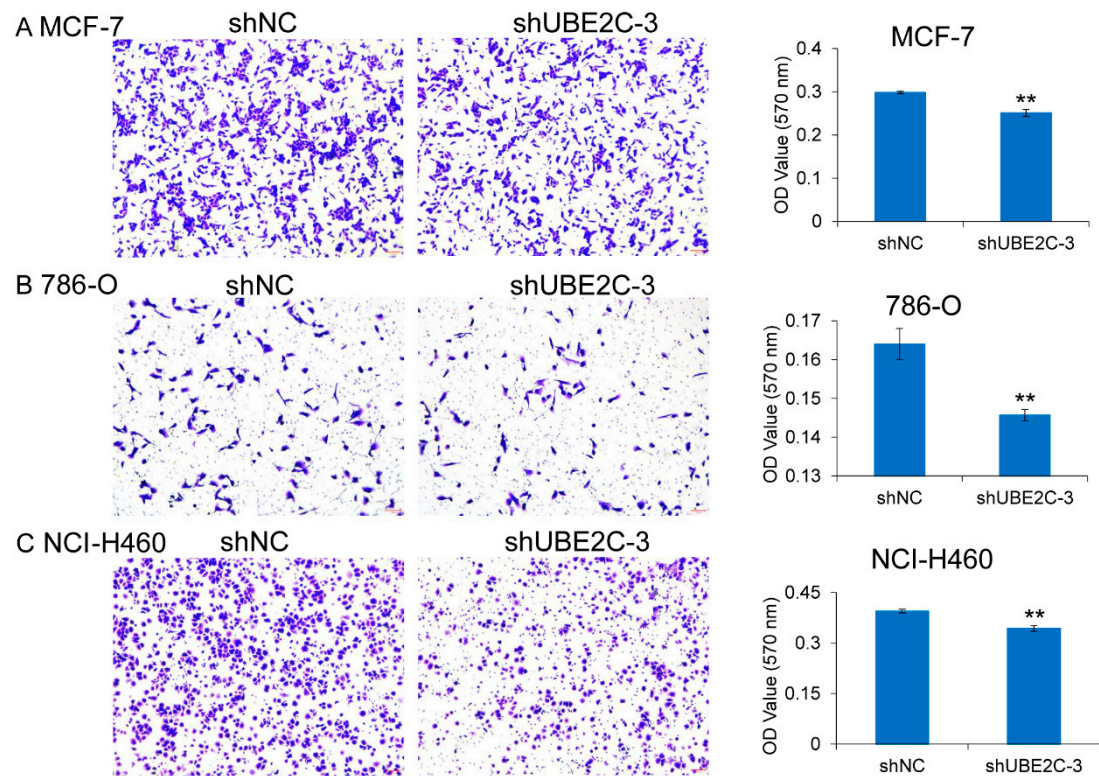 A MCF-7
shNC
shUBE2C-3
MCF-7
OD Value (570 nm)
0.4
0.3
0.2
0.1
0
**
shNC
shUBE2C-3
B 786-O
shNC
shUBE2C-3
786-O
OD Value (570 nm)
0.17
0.16
0.15
0.14
0.13
**
shNC
shUBE2C-3
C NCI-H460
shNC
shUBE2C-3
NCI-H460
OD Value (570 nm)
0.45
0.3
0.15
0
**
shNC
shUBE2C-3